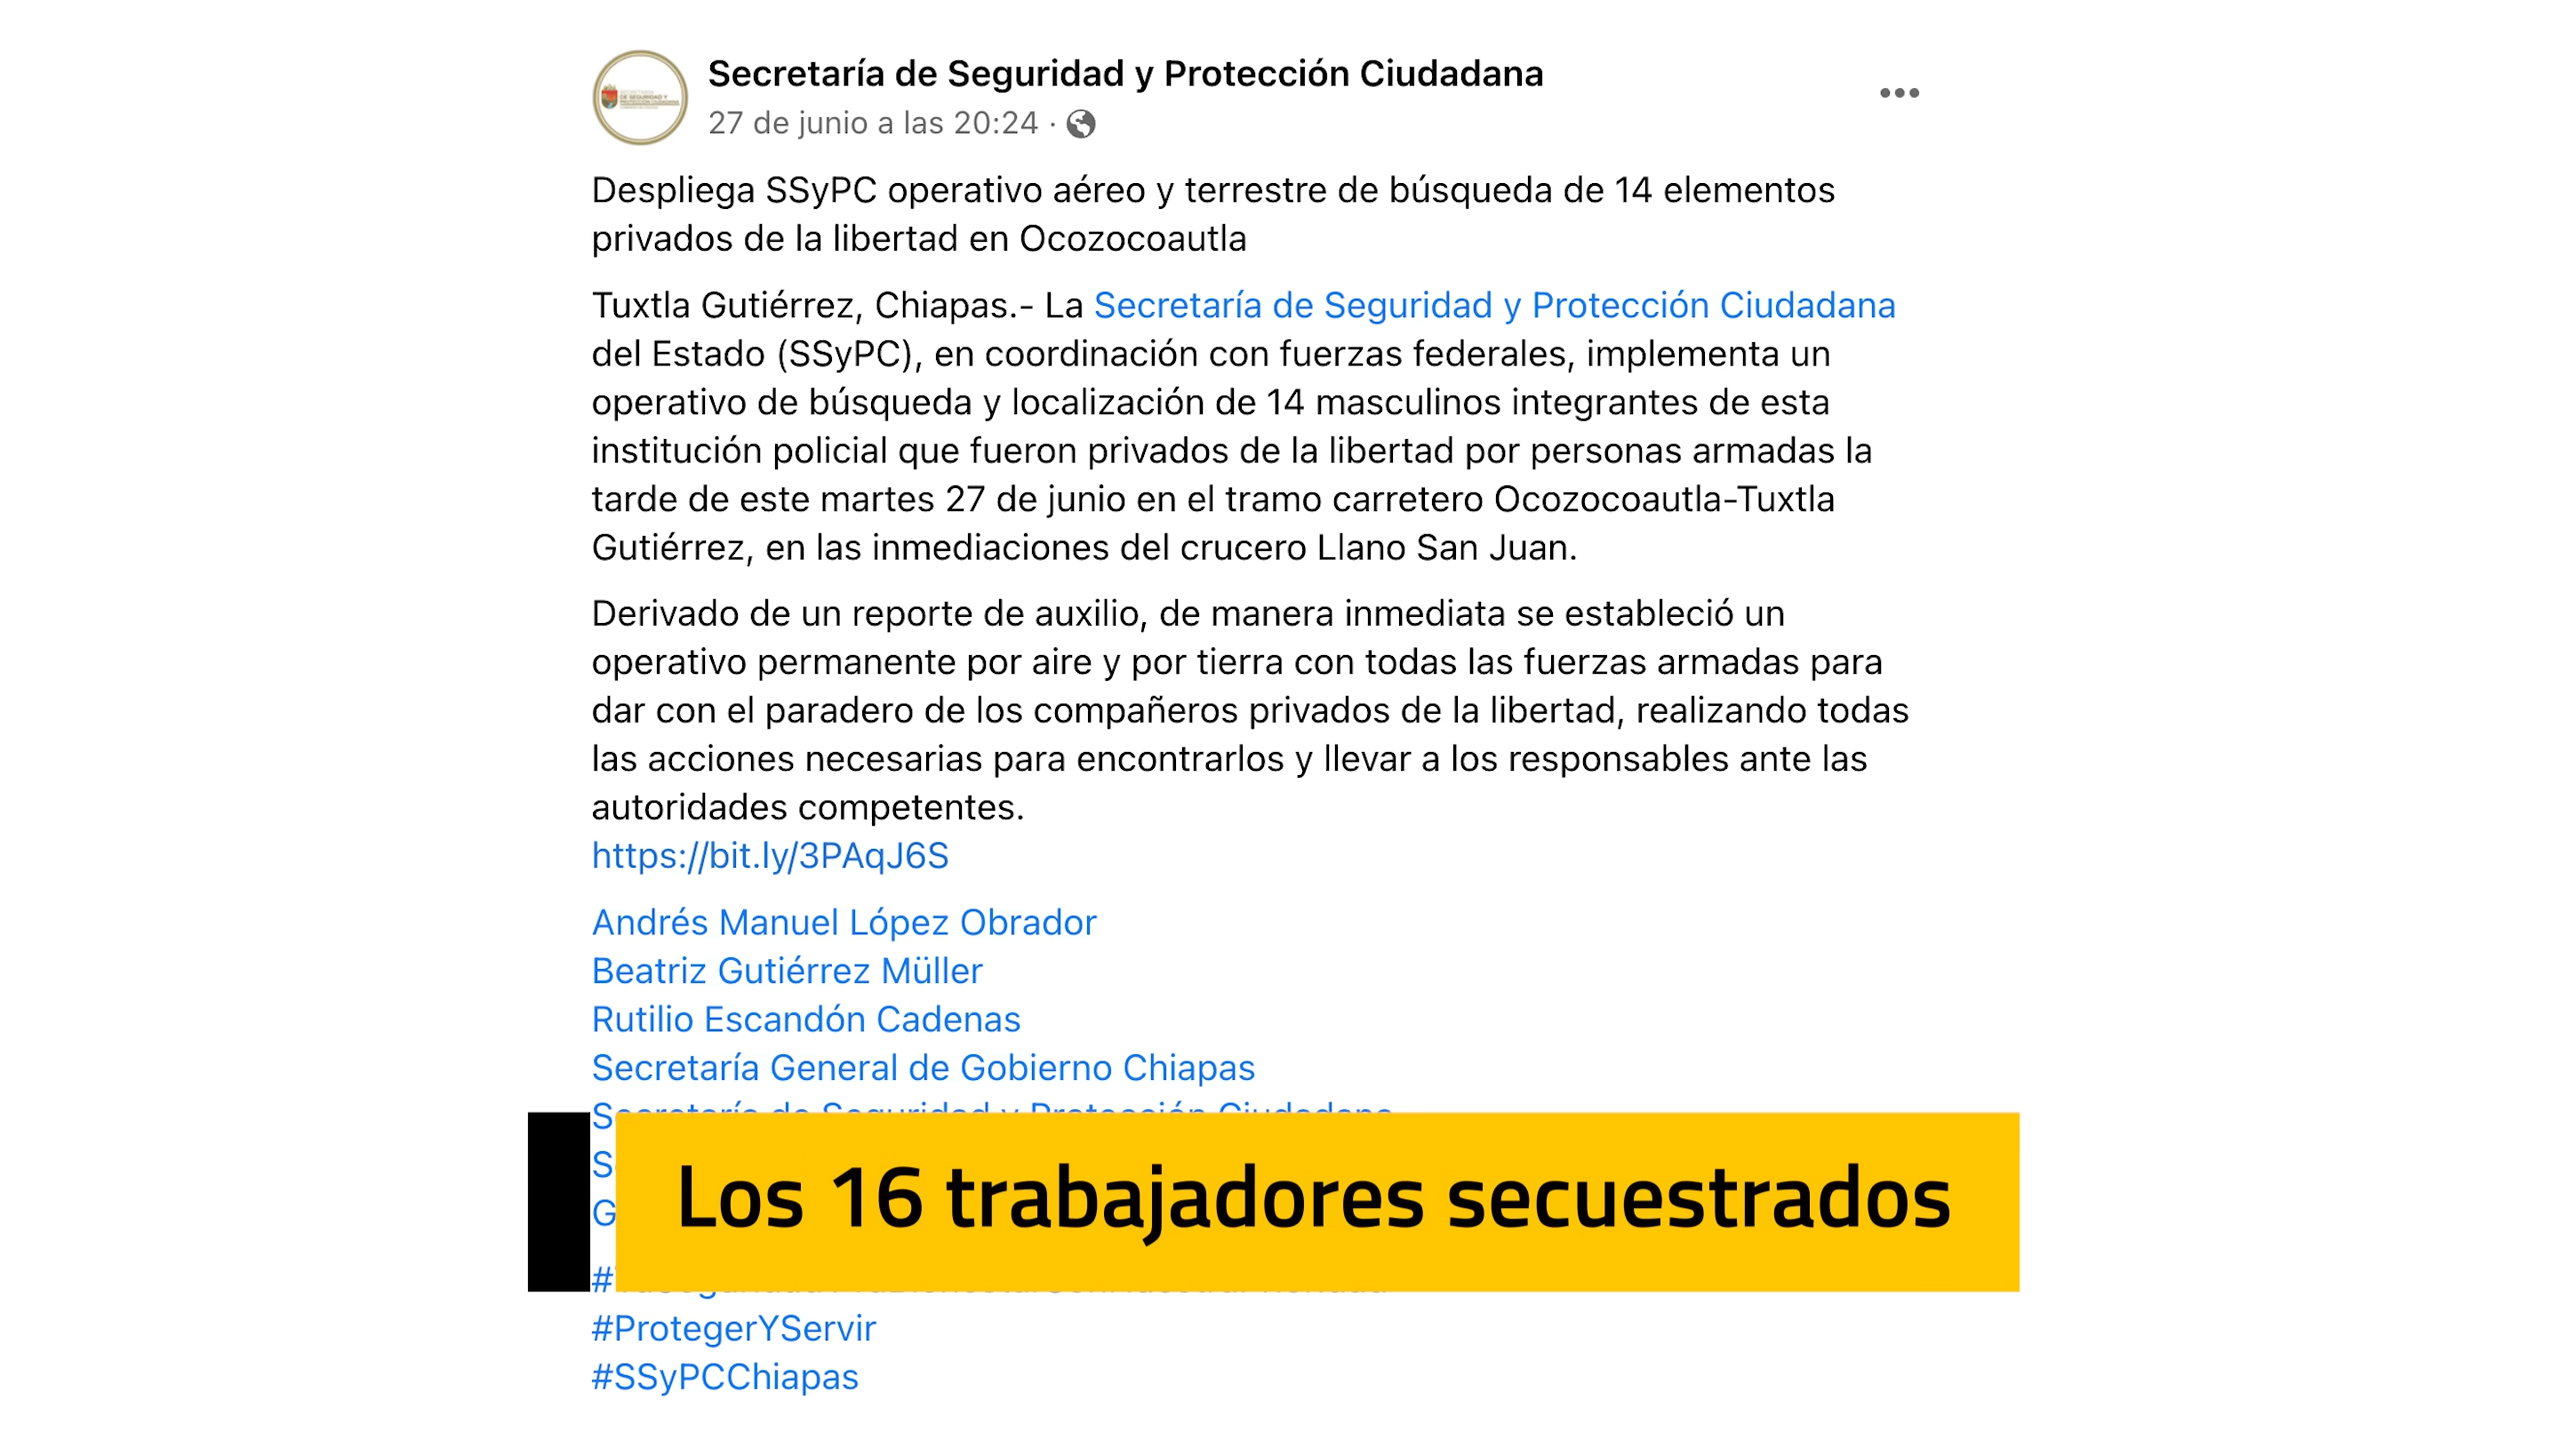 Secretaría de Seguridad y Protección Ciudadana
27 de junio a las 20:24 ·
Despliega SSyPC operativo aéreo y terrestre de búsqueda de 14 elementos
privados de la libertad en Ocozocoautla
Tuxtla Gutiérrez, Chiapas.- La Secretaría de Seguridad y Protección Ciudadana
del Estado (SSyPC), en coordinación con fuerzas federales, implementa un
operativo de búsqueda y localización de 14 masculinos integrantes de esta
institución policial que fueron privados de la libertad por personas armadas la
tarde de este martes 27 de junio en el tramo carretero Ocozocoautla-Tuxtla
Gutiérrez, en las inmediaciones del crucero Llano San Juan.
Derivado de un reporte de auxilio, de manera inmediata se estableció un
operativo permanente por aire y por tierra con todas las fuerzas armadas para
dar con el paradero de los compañeros privados de la libertad, realizando todas
las acciones necesarias para encontrarlos y llevar a los responsables ante las
autoridades competentes.
https://bit.ly/3PAqJ6S
Andrés Manuel López Obrador
Beatriz Gutiérrez Müller
Rutilio Escandón Cadenas
Secretaría General de Gobierno Chiapas
Secretaría de Seguridad y Protección Ciudadana
Los 16 trabajadores secuestrados
#ProtegerYServir
#SSyPCChiapas